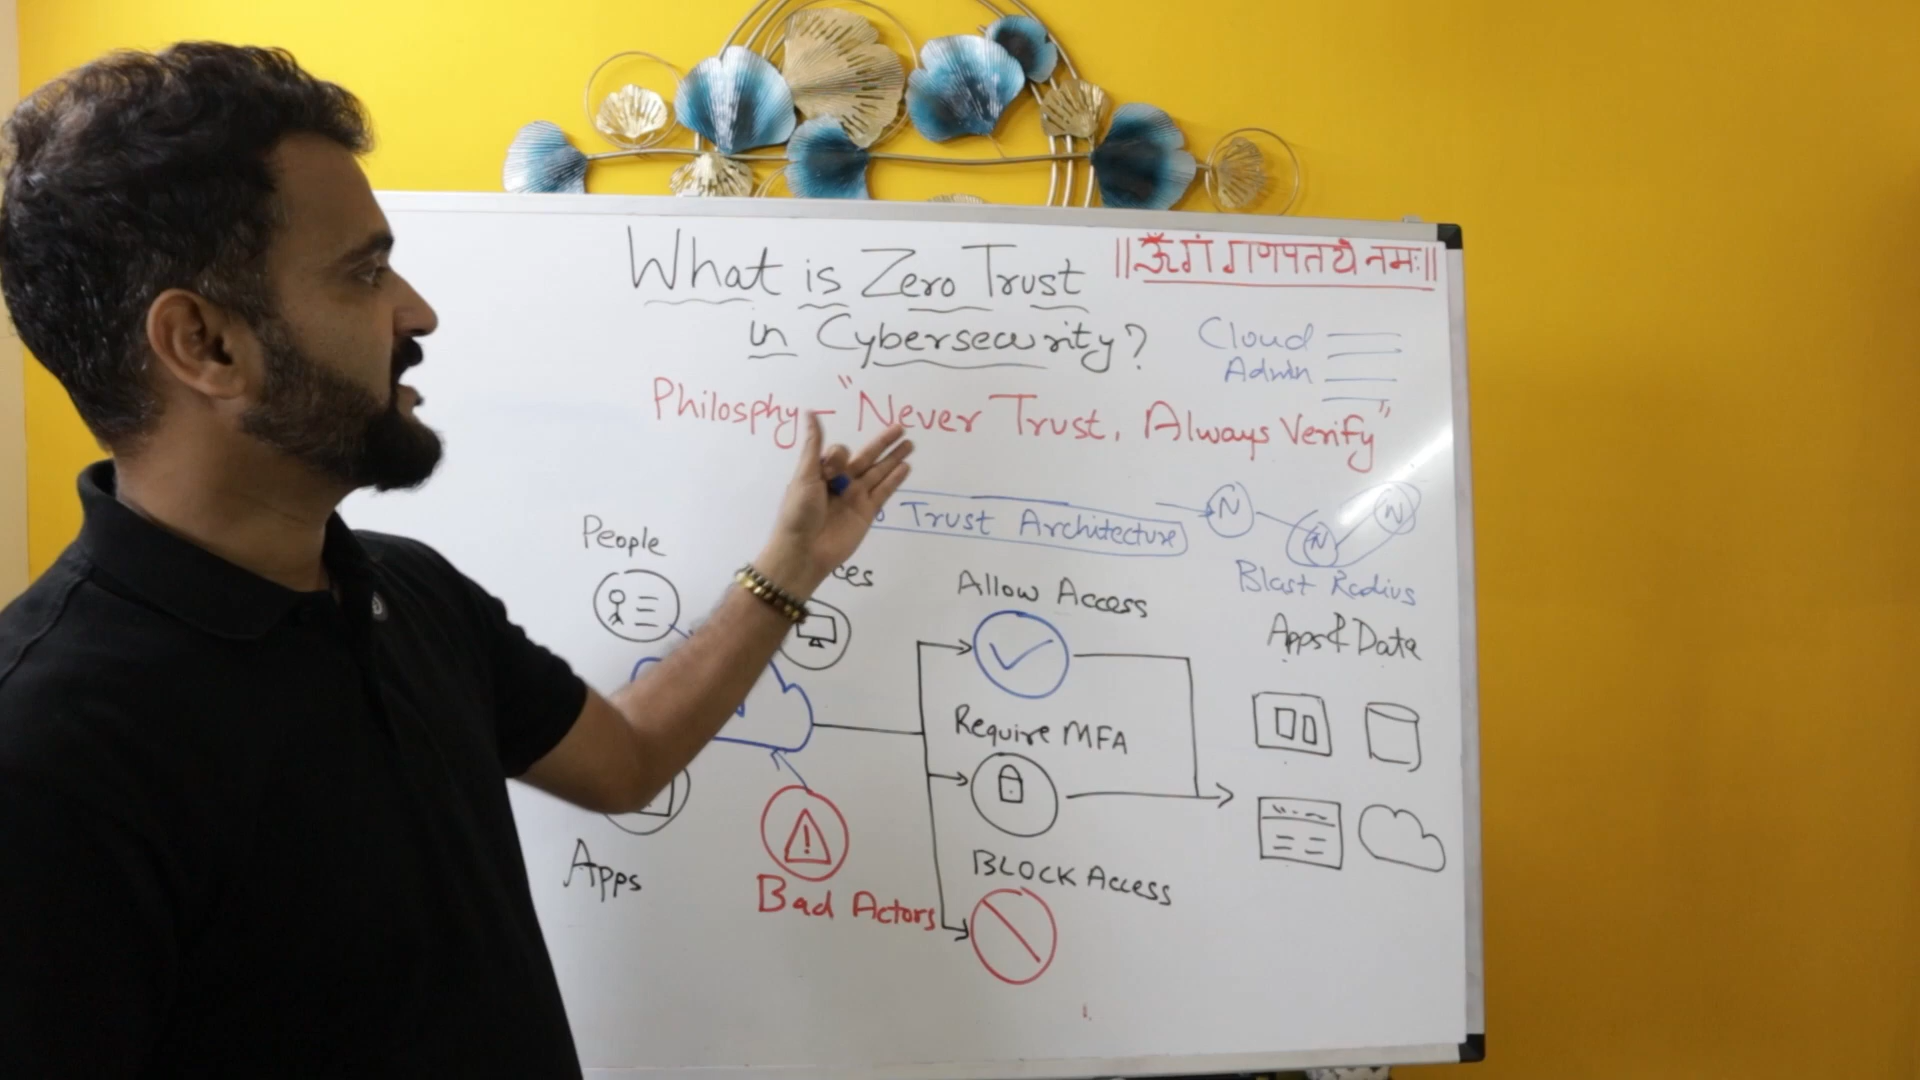 What is Zero Trust
॥ ॐ गं गणपतये नमः ॥
in Cybersecurity?
Cloud
Admin
Philosphy - "Never Trust, Always Verify"
Trust Architecture
N
N
N
Blast Radius
People
Allow Access
Apps & Data
Require MFA
Apps
Bad Actors
BLOCK Access